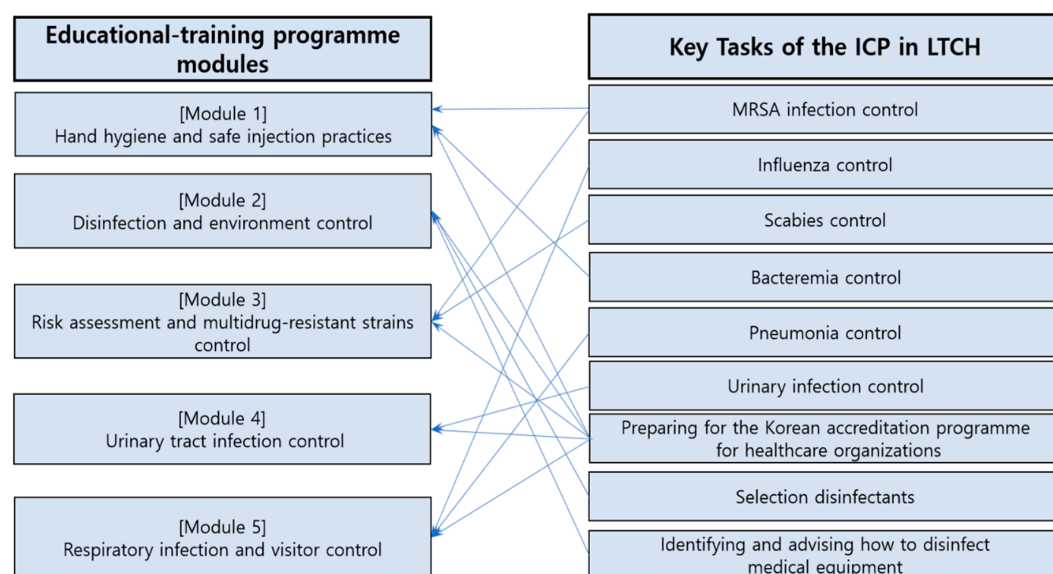 Educational-training programme
modules
[Module 1]
Hand hygiene and safe injection practices
[Module 2]
Disinfection and environment control
[Module 3]
Risk assessment and multidrug-resistant strains
control
[Module 4]
Urinary tract infection control
[Module 5]
Respiratory infection and visitor control
Key Tasks of the ICP in LTCH
MRSA infection control
Influenza control
Scabies control
Bacteremia control
Pneumonia control
Urinary infection control
Preparing for the Korean accreditation programme
for healthcare organizations
Selection disinfectants
Identifying and advising how to disinfect
medical equipment